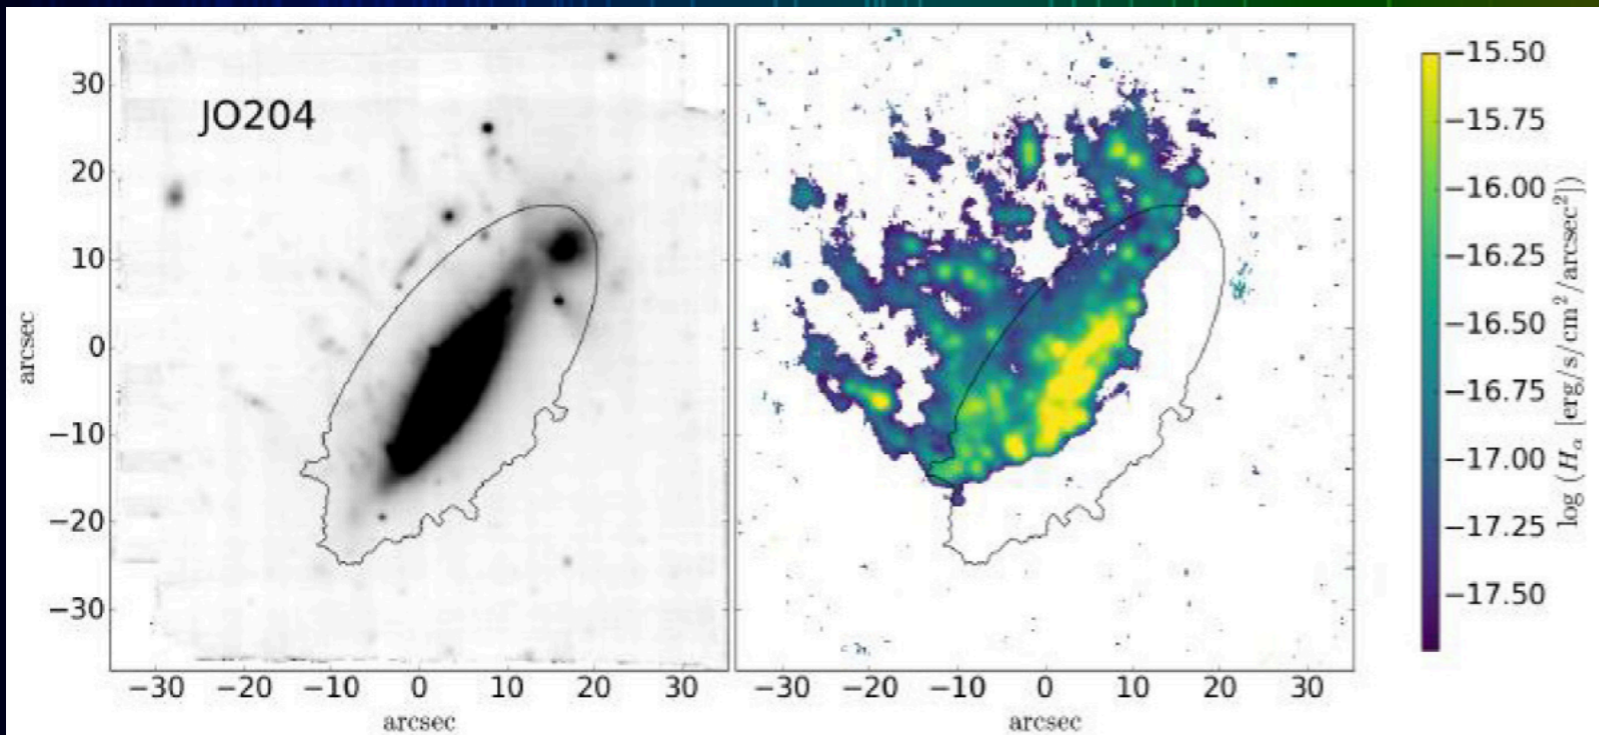 JO204
30
20
10
0
−10
−20
−30
arcsec
−30 −20 −10 0 10 20 30
arcsec
−30 −20 −10 0 10 20 30
arcsec
−15.50
−15.75
−16.00
−16.25
−16.50
−16.75
−17.00
−17.25
−17.50
log (Hα [erg/s/cm²/arcsec²])